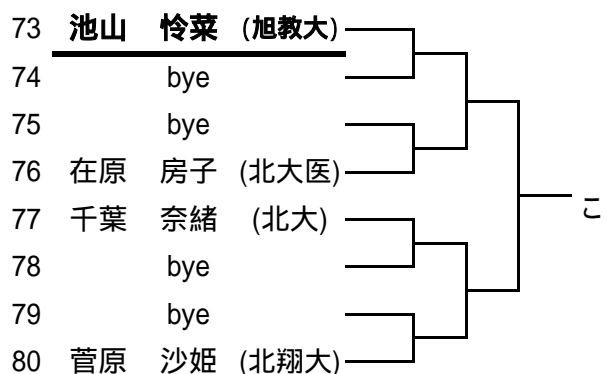 73 池山 怜菜 (旭教大)
74 bye
75 bye
76 在原 房子 (北大医)
77 千葉 奈緒 (北大)
78 bye
79 bye
80 菅原 沙姫 (北翔大)
こ